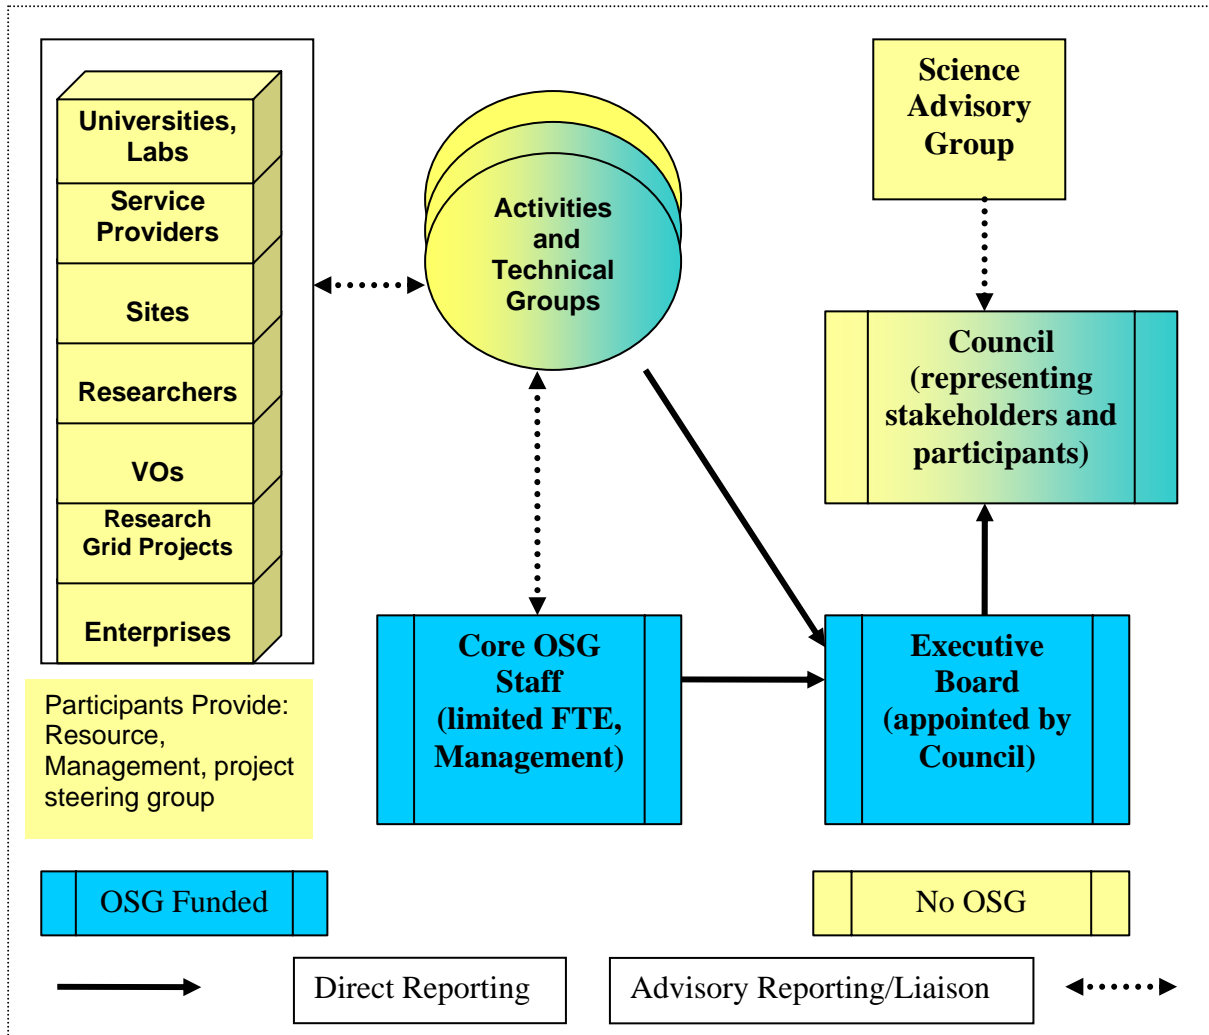 Universities,
Labs
Service
Providers
Sites
Researchers
VOs
Research
Grid Projects
Enterprises
Participants Provide:
Resource,
Management, project
steering group
Activities
and
Technical
Groups
Science
Advisory
Group
Council
(representing
stakeholders and
participants)
Core OSG
Staff
(limited FTE,
Management)
Executive
Board
(appointed by
Council)
OSG Funded
No OSG
Direct Reporting
Advisory Reporting/Liaison